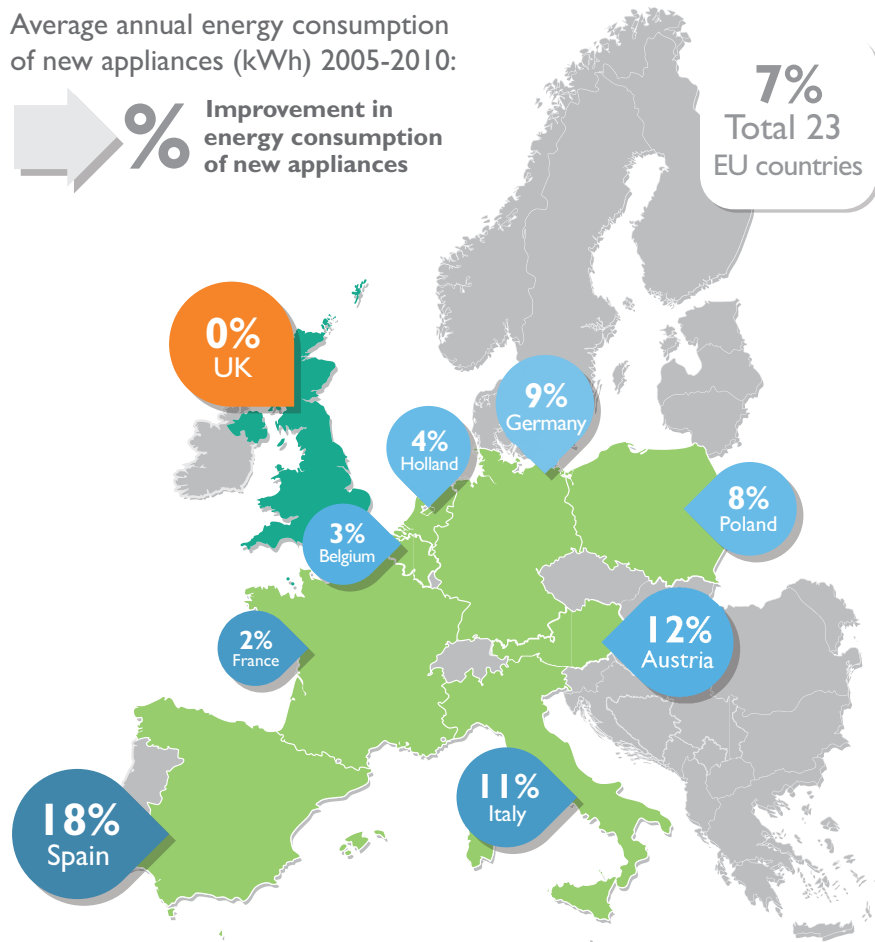 Average annual energy consumption
of new appliances (kWh) 2005-2010:
%
Improvement in
energy consumption
of new appliances
7%
Total 23
EU countries
0%
UK
9%
Germany
4%
Holland
8%
Poland
3%
Belgium
2%
France
12%
Austria
11%
Italy
18%
Spain